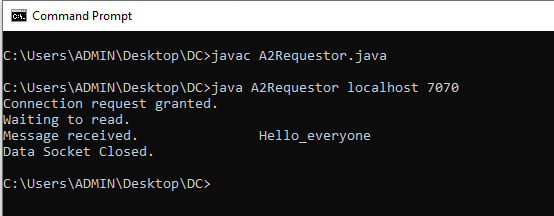 Command Prompt
C:\Users\ADMIN\Desktop\DC>javac A2Requestor.java
C:\Users\ADMIN\Desktop\DC>java A2Requestor localhost 7070
Connection request granted.
Waiting to read.
Message received.               Hello_everyone
Data Socket Closed.
C:\Users\ADMIN\Desktop\DC>